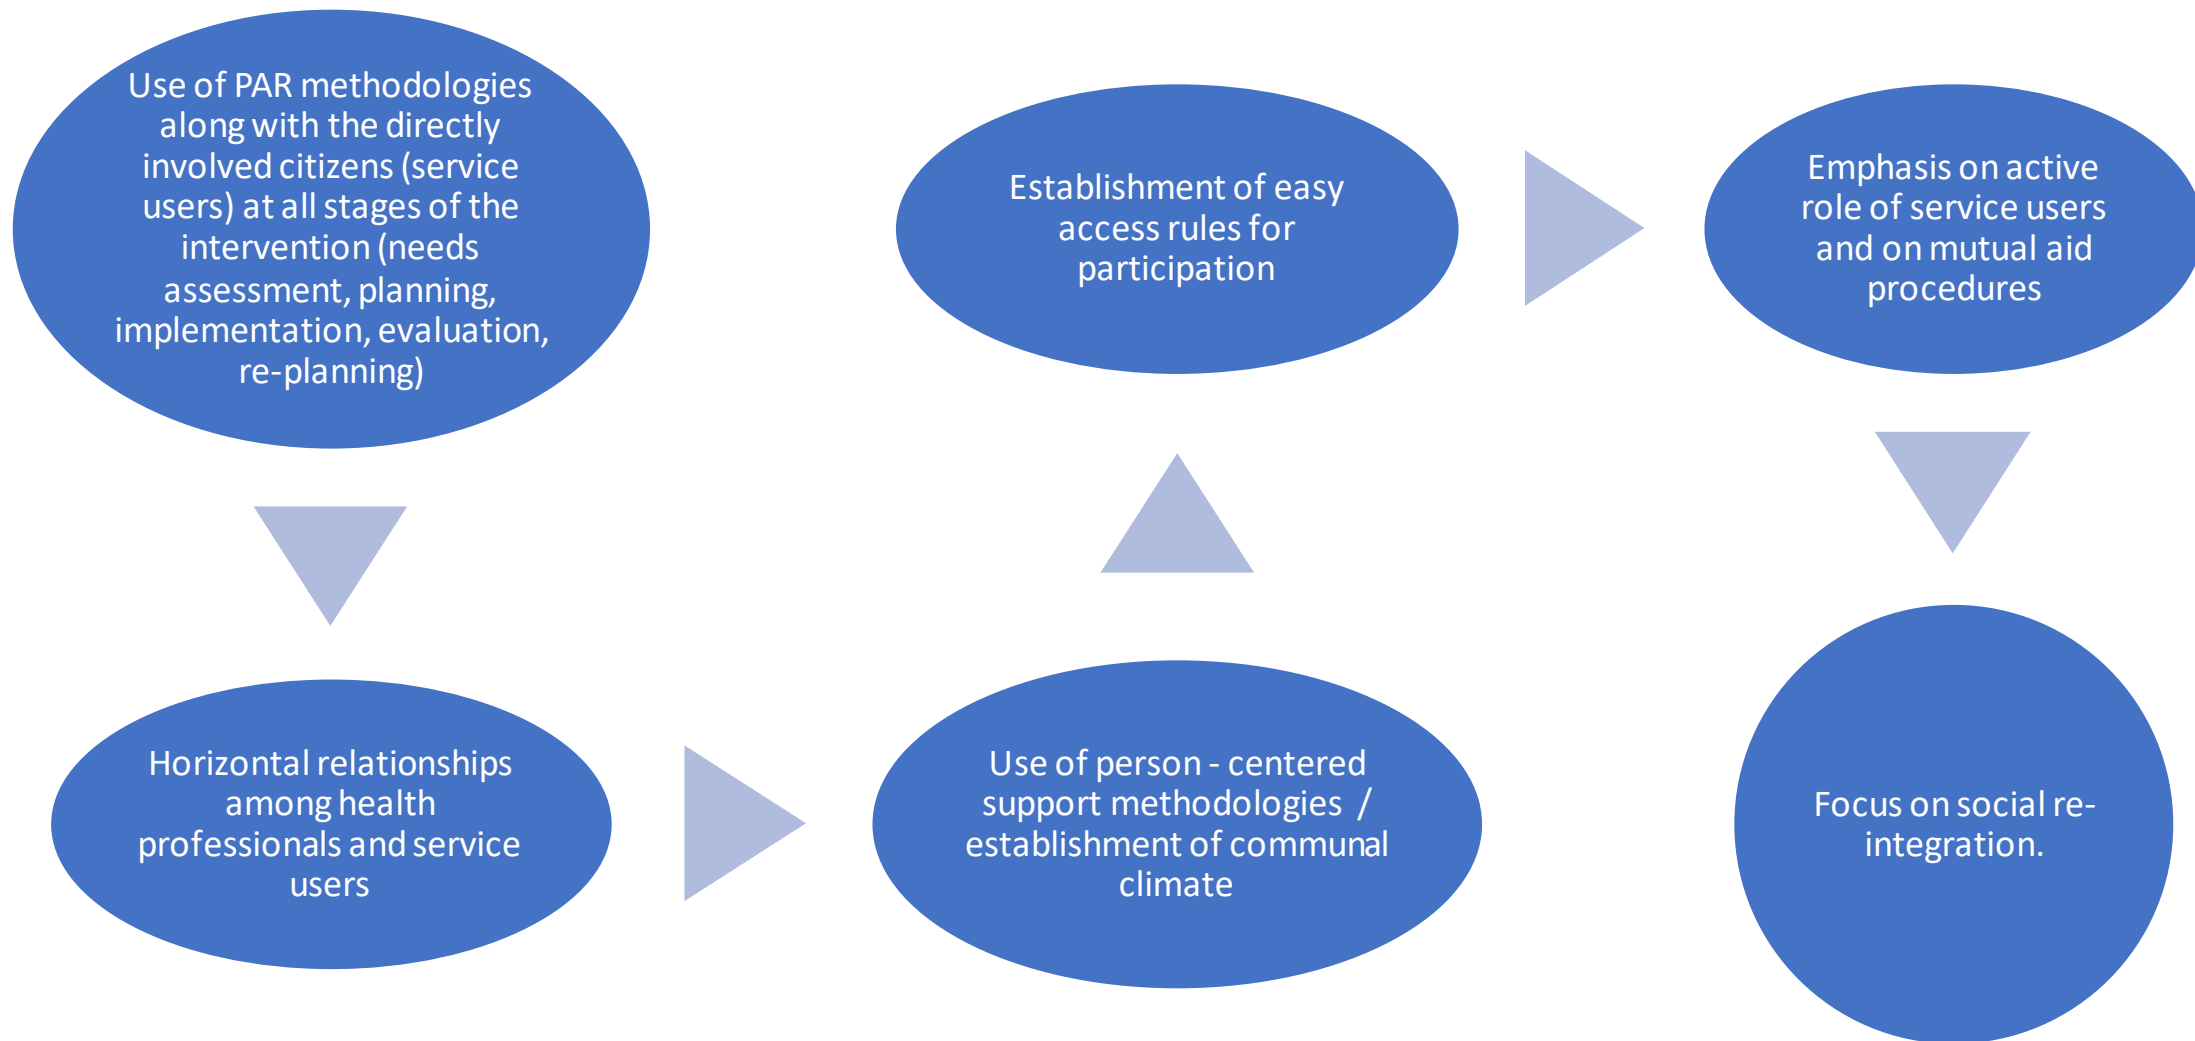 Use of PAR methodologies
along with the directly
involved citizens (service
users) at all stages of the
intervention (needs
assessment, planning,
implementation, evaluation,
re-planning)
Horizontal relationships
among health
professionals and service
users
Use of person - centered
support methodologies /
establishment of communal
climate
Establishment of easy
access rules for
participation
Emphasis on active
role of service users
and on mutual aid
procedures
Focus on social re-
integration.